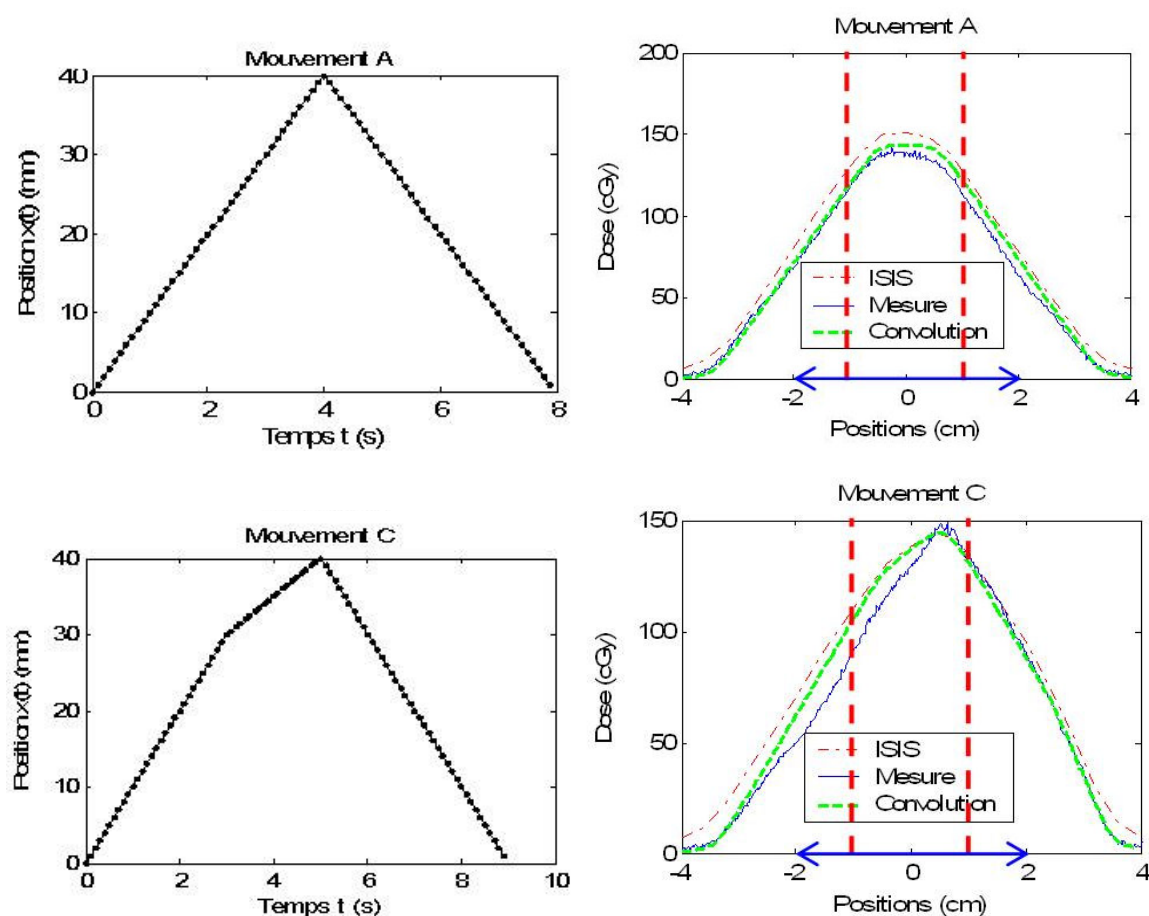 Mouvement A
40
30
20
10
0
0 2 4 6 8
Position x(t) (mm)
Temps t (s)
Mouvement A
200
150
100
50
0
-4 -2 0 2 4
Dose (cGy)
Positions (cm)
ISIS
Mesure
Convolution
Mouvement C
40
30
20
10
0
0 2 4 6 8 10
Position x(t) (mm)
Temps t (s)
Mouvement C
150
100
50
0
-4 -2 0 2 4
Dose (cGy)
Positions (cm)
ISIS
Mesure
Convolution